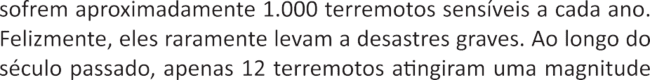 sofrem aproximadamente 1.000 terremotos sensíveis a cada ano.
Felizmente, eles raramente levam a desastres graves. Ao longo do
século passado, apenas 12 terremotos atingiram uma magnitude